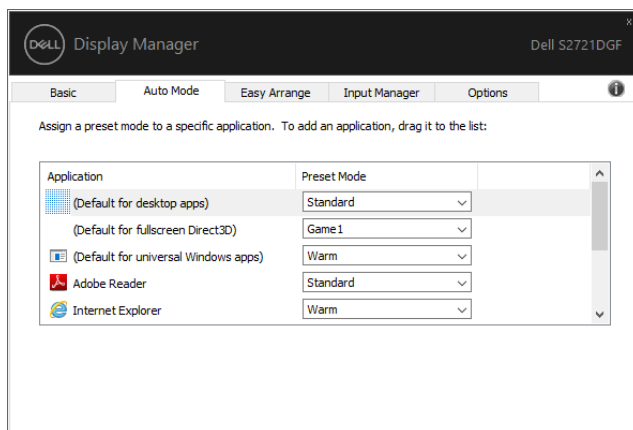 DELL Display Manager Dell S2721DGF
Basic Auto Mode Easy Arrange Input Manager Options
Assign a preset mode to a specific application. To add an application, drag it to the list:
Application Preset Mode
(Default for desktop apps) Standard
(Default for fullscreen Direct3D) Game1
(Default for universal Windows apps) Warm
Adobe Reader Standard
Internet Explorer Warm